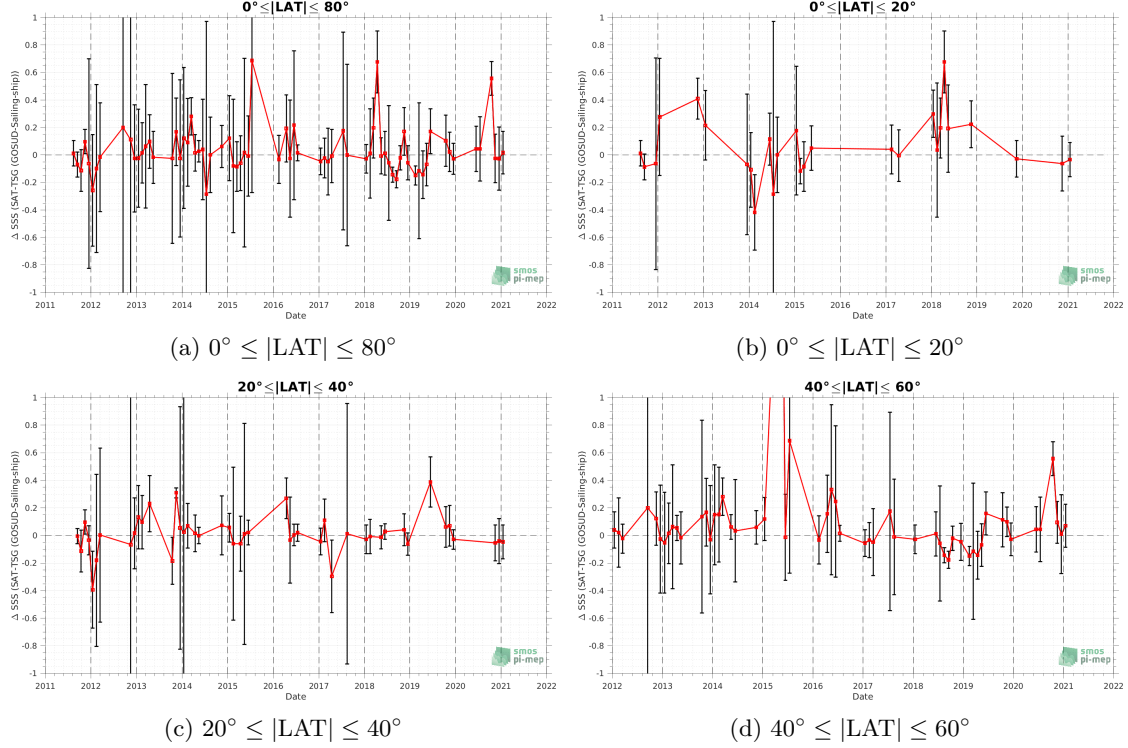 0°≤|LAT|≤ 80°
Δ SSS (SAT-TSG (GOSUD-Sailing-ship))
1
0.8
0.6
0.4
0.2
0
-0.2
-0.4
-0.6
-0.8
-1
2011 2012 2013 2014 2015 2016 2017 2018 2019 2020 2021 2022
Date
smos
pi-mep
(a) 0° ≤ |LAT| ≤ 80°
0°≤|LAT|≤ 20°
Δ SSS (SAT-TSG (GOSUD-Sailing-ship))
1
0.8
0.6
0.4
0.2
0
-0.2
-0.4
-0.6
-0.8
-1
2011 2012 2013 2014 2015 2016 2017 2018 2019 2020 2021 2022
Date
smos
pi-mep
(b) 0° ≤ |LAT| ≤ 20°
20°≤|LAT|≤ 40°
Δ SSS (SAT-TSG (GOSUD-Sailing-ship))
1
0.8
0.6
0.4
0.2
0
-0.2
-0.4
-0.6
-0.8
-1
2011 2012 2013 2014 2015 2016 2017 2018 2019 2020 2021 2022
Date
smos
pi-mep
(c) 20° ≤ |LAT| ≤ 40°
40°≤|LAT|≤ 60°
Δ SSS (SAT-TSG (GOSUD-Sailing-ship))
1
0.8
0.6
0.4
0.2
0
-0.2
-0.4
-0.6
-0.8
-1
2012 2013 2014 2015 2016 2017 2018 2019 2020 2021 2022
Date
smos
pi-mep
(d) 40° ≤ |LAT| ≤ 60°